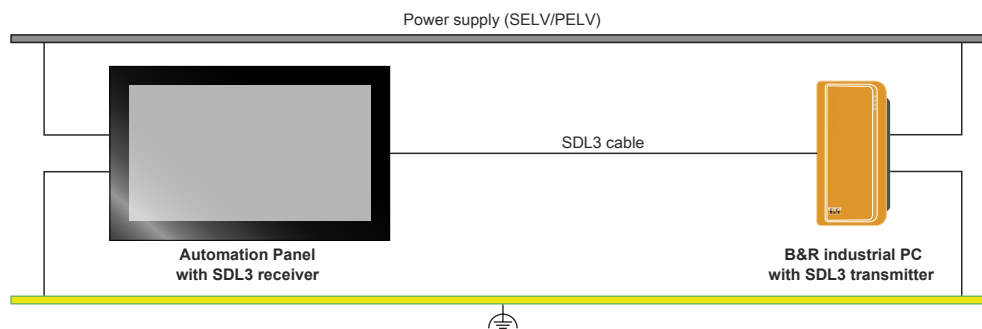 Power supply (SELV/PELV)
SDL3 cable
Automation Panel
with SDL3 receiver
B&R industrial PC
with SDL3 transmitter